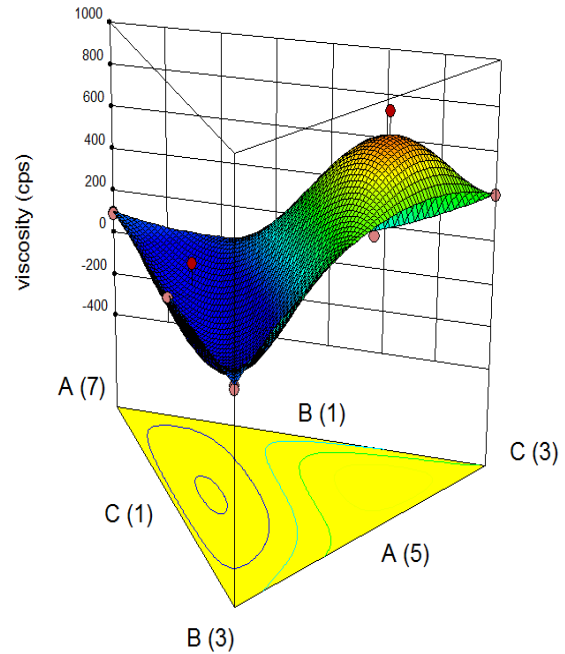 1000
800
600
400
200
0
-200
-400
viscosity (cps)
A (7)
B (1)
C (3)
C (1)
A (5)
B (3)